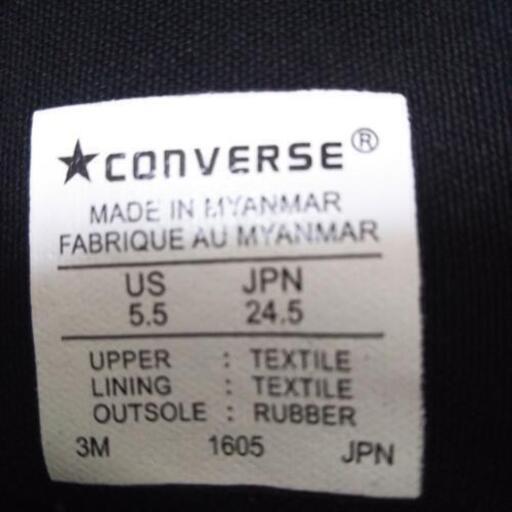 ★CONVERSE®
MADE IN MYANMAR
FABRIQUE AU MYANMAR
US JPN
5.5 24.5
UPPER : TEXTILE
LINING : TEXTILE
OUTSOLE : RUBBER
3M 1605 JPN